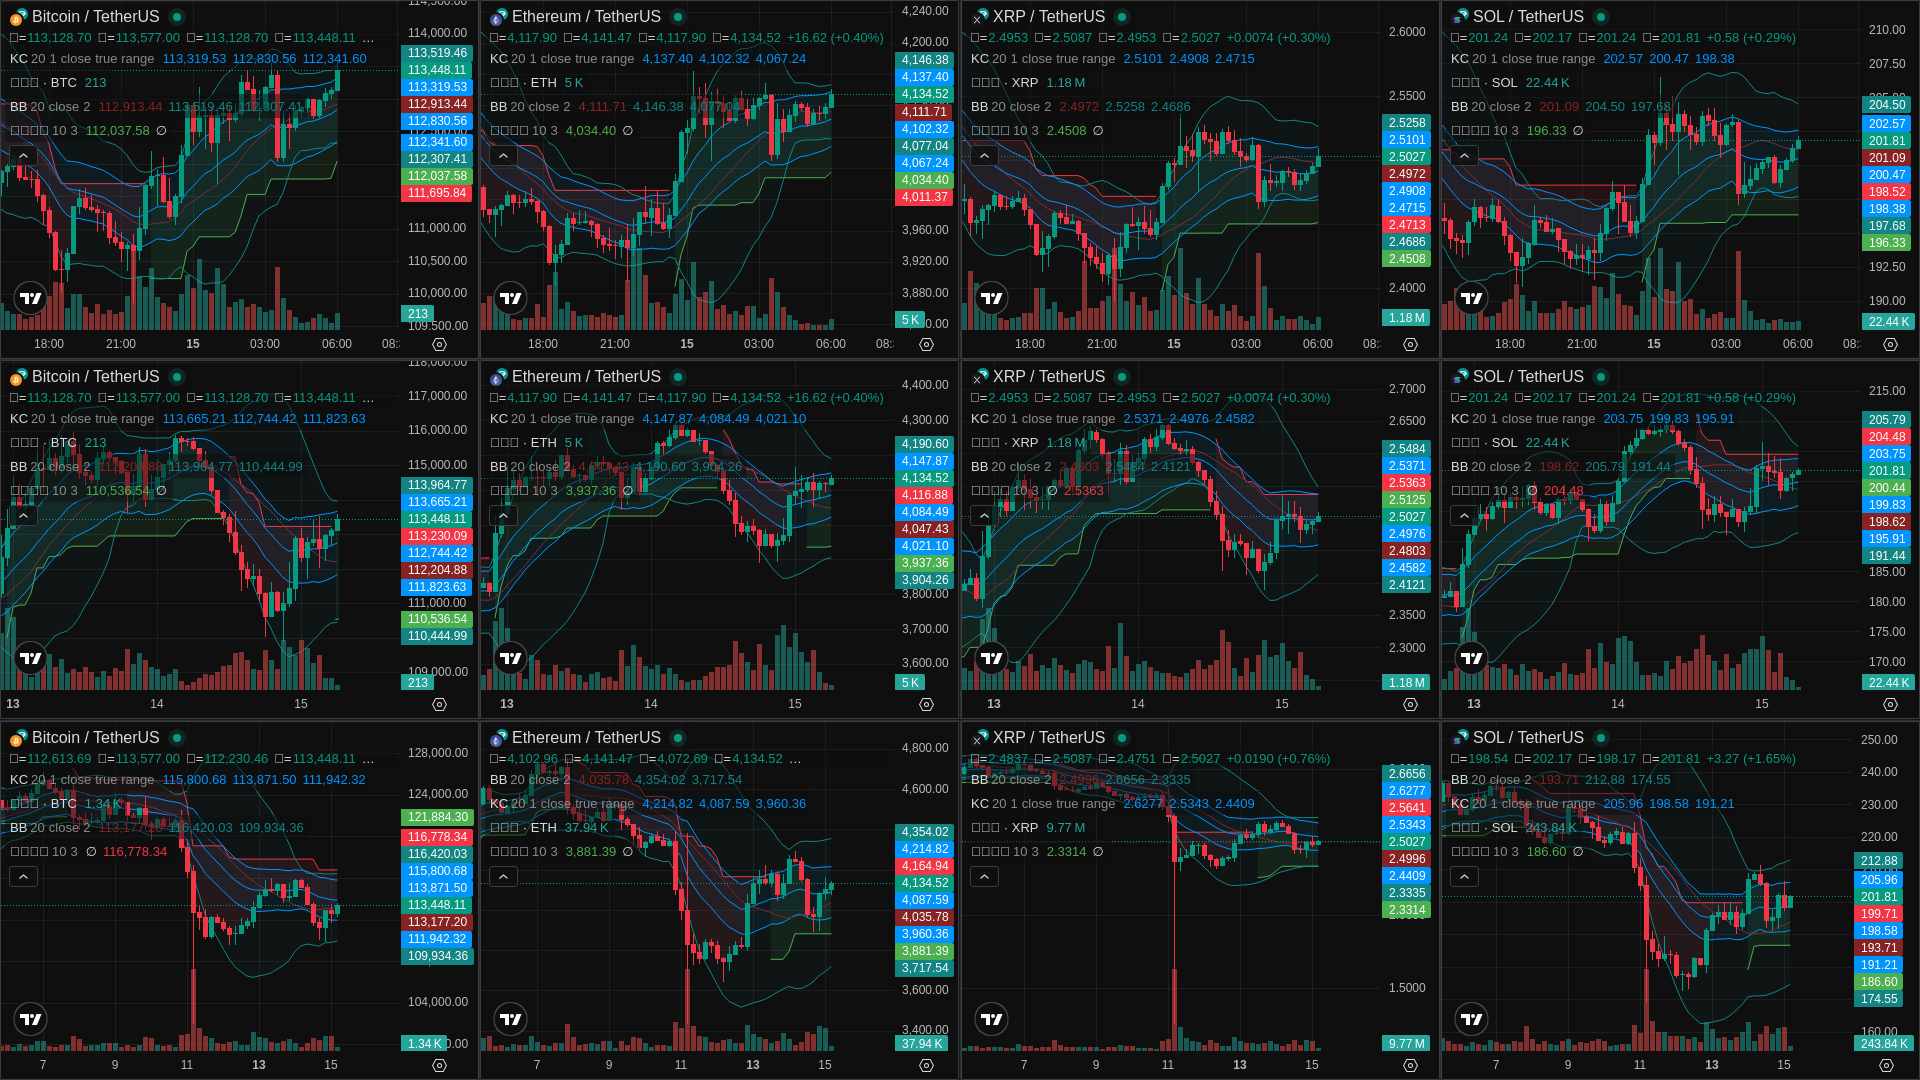 Bitcoin / TetherUS
=113,128.70 =113,577.00 =113,128.70 =113,448.11 ...
KC 20 1 close true range 113,319.53 112,830.56 112,341.60
· BTC 213
BB 20 close 2 112,913.44 113,519.46 112,307.41
10 3 112,037.58 ∅
114,000.00
113,519.46
113,448.11
113,319.53
112,913.44
112,830.56
112,341.60
112,307.41
112,037.58
111,695.84
111,000.00
110,500.00
110,000.00
213
109,500.00
18:00 21:00 15 03:00 06:00
Ethereum / TetherUS
=4,117.90 =4,141.47 =4,117.90 =4,134.52 +16.62 (+0.40%)
KC 20 1 close true range 4,137.40 4,102.32 4,067.24
· ETH 5 K
BB 20 close 2 4,111.71 4,146.38 4,077.04
10 3 4,034.40 ∅
4,240.00
4,200.00
4,146.38
4,137.40
4,134.52
4,111.71
4,102.32
4,077.04
4,067.24
4,034.40
4,011.37
3,960.00
3,920.00
3,880.00
5 K
18:00 21:00 15 03:00 06:00
XRP / TetherUS
=2.4953 =2.5087 =2.4953 =2.5027 +0.0074 (+0.30%)
KC 20 1 close true range 2.5101 2.4908 2.4715
· XRP 1.18 M
BB 20 close 2 2.4972 2.5258 2.4686
10 3 2.4508 ∅
2.6000
2.5500
2.5258
2.5101
2.5027
2.4972
2.4908
2.4715
2.4713
2.4686
2.4508
2.4000
1.18 M
18:00 21:00 15 03:00 06:00
SOL / TetherUS
=201.24 =202.17 =201.24 =201.81 +0.58 (+0.29%)
KC 20 1 close true range 202.57 200.47 198.38
· SOL 22.44 K
BB 20 close 2 201.09 204.50 197.68
10 3 196.33 ∅
210.00
207.50
204.50
202.57
201.81
201.09
200.47
198.52
198.38
197.68
196.33
192.50
190.00
22.44 K
18:00 21:00 15 03:00 06:00
Bitcoin / TetherUS
=113,128.70 =113,577.00 =113,128.70 =113,448.11 ...
KC 20 1 close true range 113,665.21 112,744.42 111,823.63
· BTC 213
BB 20 close 2 112,204.88 113,964.77 110,444.99
10 3 110,536.54 ∅
118,000.00
117,000.00
116,000.00
115,000.00
113,964.77
113,665.21
113,448.11
113,230.09
112,744.42
112,204.88
111,823.63
111,000.00
110,536.54
110,444.99
109,000.00
213
13 14 15
Ethereum / TetherUS
=4,117.90 =4,141.47 =4,117.90 =4,134.52 +16.62 (+0.40%)
KC 20 1 close true range 4,147.87 4,084.49 4,021.10
· ETH 5 K
BB 20 close 2 4,047.43 4,190.60 3,904.26
10 3 3,937.36 ∅
4,400.00
4,300.00
4,190.60
4,147.87
4,134.52
4,116.88
4,084.49
4,047.43
4,021.10
3,937.36
3,904.26
3,800.00
3,700.00
3,600.00
5 K
13 14 15
XRP / TetherUS
=2.4953 =2.5087 =2.4953 =2.5027 +0.0074 (+0.30%)
KC 20 1 close true range 2.5371 2.4976 2.4582
· XRP 1.18 M
BB 20 close 2 2.4803 2.5484 2.4121
10 3 ∅ 2.5363
2.7000
2.6500
2.5484
2.5371
2.5363
2.5125
2.5027
2.4976
2.4803
2.4582
2.4121
2.3500
2.3000
1.18 M
13 14 15
SOL / TetherUS
=201.24 =202.17 =201.24 =201.81 +0.58 (+0.29%)
KC 20 1 close true range 203.75 199.83 195.91
· SOL 22.44 K
BB 20 close 2 198.62 205.79 191.44
10 3 ∅ 204.48
215.00
205.79
204.48
203.75
201.81
200.44
199.83
198.62
195.91
191.44
185.00
180.00
175.00
170.00
22.44 K
13 14 15
Bitcoin / TetherUS
=112,613.69 =113,577.00 =112,230.46 =113,448.11 ...
KC 20 1 close true range 115,800.68 113,871.50 111,942.32
· BTC 1.34 K
BB 20 close 2 113,177.20 116,420.03 109,934.36
10 3 ∅ 116,778.34
128,000.00
124,000.00
121,884.30
116,778.34
116,420.03
115,800.68
113,871.50
113,448.11
113,177.20
111,942.32
109,934.36
104,000.00
1.34 K
7 9 11 13 15
Ethereum / TetherUS
=4,102.96 =4,141.47 =4,072.69 =4,134.52 ...
BB 20 close 2 4,035.78 4,354.02 3,717.54
KC 20 1 close true range 4,214.82 4,087.59 3,960.36
· ETH 37.94 K
10 3 3,881.39 ∅
4,800.00
4,600.00
4,354.02
4,214.82
4,164.94
4,134.52
4,087.59
4,035.78
3,960.36
3,881.39
3,717.54
3,600.00
3,400.00
37.94 K
7 9 11 13 15
XRP / TetherUS
=2.4837 =2.5087 =2.4751 =2.5027 +0.0190 (+0.76%)
BB 20 close 2 2.4996 2.6656 2.3335
KC 20 1 close true range 2.6277 2.5343 2.4409
· XRP 9.77 M
10 3 2.3314 ∅
2.6656
2.6277
2.5641
2.5343
2.5027
2.4996
2.4409
2.3335
2.3314
1.5000
9.77 M
7 9 11 13 15
SOL / TetherUS
=198.54 =202.17 =198.17 =201.81 +3.27 (+1.65%)
BB 20 close 2 193.71 212.88 174.55
KC 20 1 close true range 205.96 198.58 191.21
· SOL 243.84 K
10 3 186.60 ∅
250.00
240.00
230.00
220.00
212.88
205.96
201.81
199.71
198.58
193.71
191.21
186.60
174.55
160.00
243.84 K
7 9 11 13 15